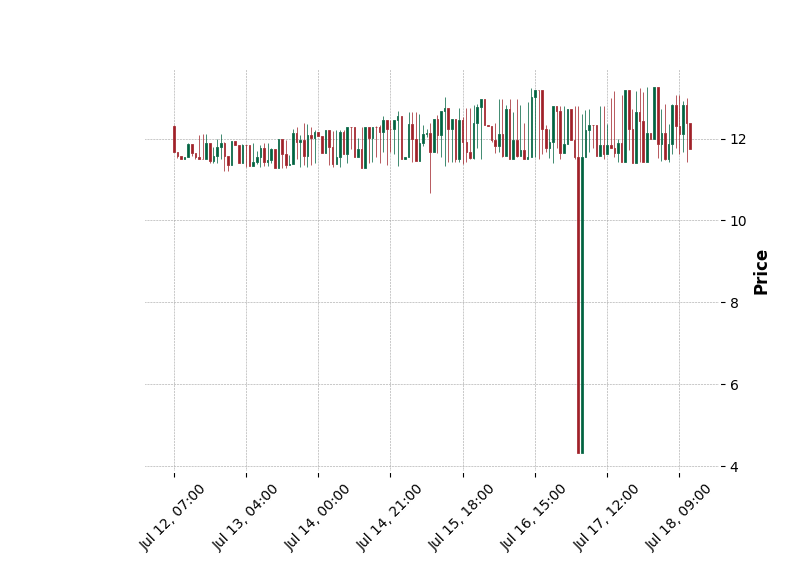 12
10
8
6
4
Price
Jul 12, 07:00
Jul 13, 04:00
Jul 14, 00:00
Jul 14, 21:00
Jul 15, 18:00
Jul 16, 15:00
Jul 17, 12:00
Jul 18, 09:00